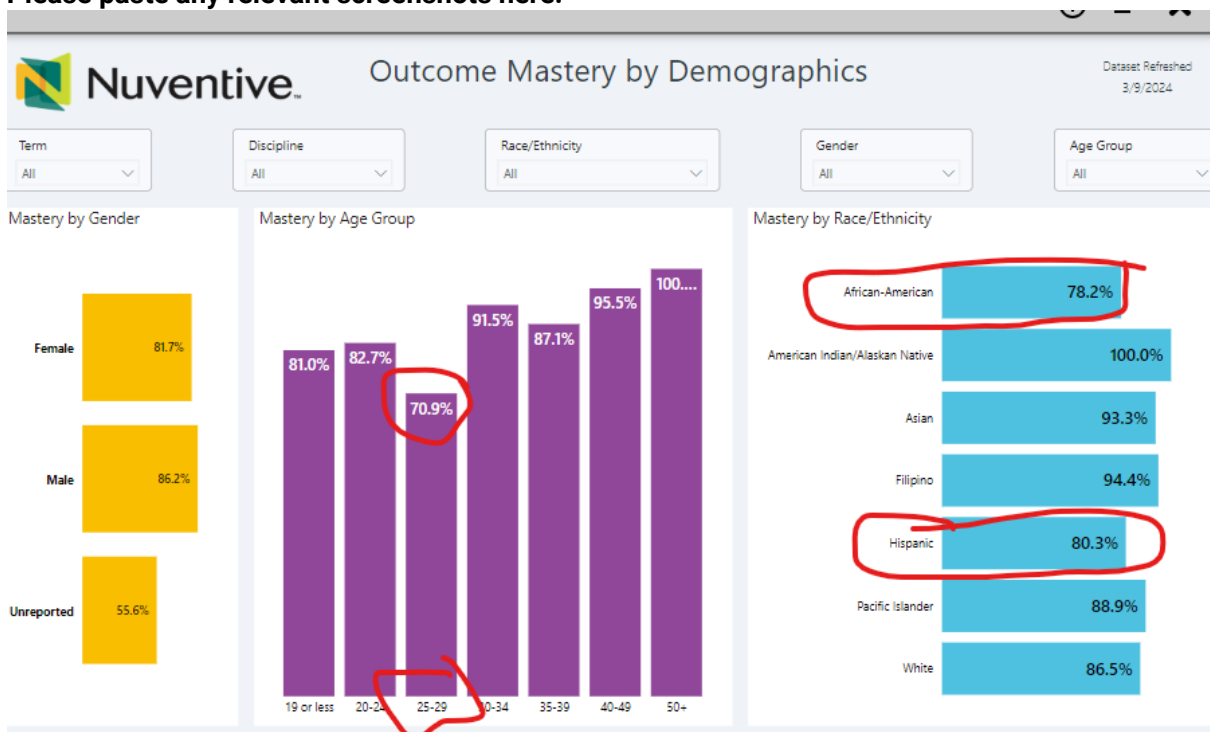 Please paste any relevant screenshots here.
Nuventive
Outcome Mastery by Demographics
Dataset Refreshed
3/9/2024
Term
All
Discipline
All
Race/Ethnicity
All
Gender
All
Age Group
All
Mastery by Gender
Female
81.7%
Male
86.2%
Unreported
55.6%
Mastery by Age Group
81.0%
82.7%
70.9%
91.5%
87.1%
95.5%
100....
19 or less
25-29
35-39
40-49
50+
Mastery by Race/Ethnicity
African-American
78.2%
American Indian/Alaskan Native
100.0%
Asian
93.3%
Filipino
94.4%
Hispanic
80.3%
Pacific Islander
88.9%
White
86.5%